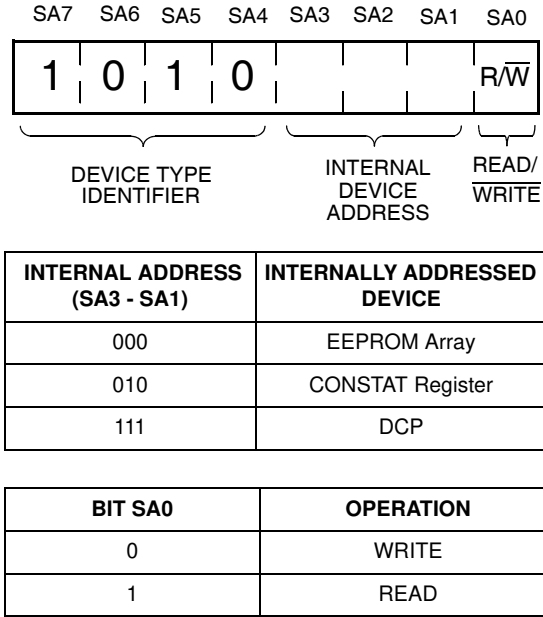 SA7 SA6 SA5 SA4 SA3 SA2 SA1 SA0
1 0 1 0 R/W̅
DEVICE TYPE IDENTIFIER
INTERNAL DEVICE ADDRESS
READ/ W̅R̅I̅T̅E̅
INTERNAL ADDRESS (SA3 - SA1) INTERNALLY ADDRESSED DEVICE
000 EEPROM Array
010 CONSTAT Register
111 DCP
BIT SA0 OPERATION
0 WRITE
1 READ